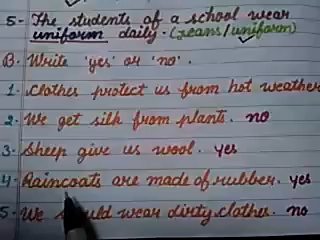 5- The students of a school wear
uniform daily. (jeans/uniform)
B. Write 'yes' or 'no'.
1. Clothes protect us from hot weather
2- We get silk from plants. no
3- Sheep give us wool. yes
4- Raincoats are made of rubber. yes
5- We should wear dirty clothes. no